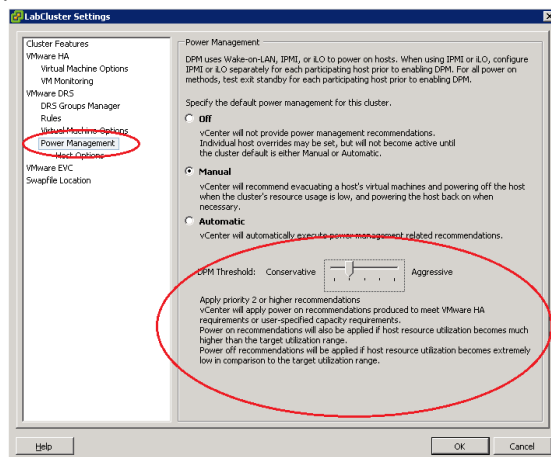 LabCluster Settings
Cluster Features
VMware HA
Virtual Machine Options
VM Monitoring
VMware DRS
DRS Groups Manager
Rules
Virtual Machine Options
Power Management
Host Options
VMware EVC
Swapfile Location
Power Management
DPM uses Wake-on-LAN, IPMI, or iLO to power on hosts. When using IPMI or iLO, configure
IPMI or iLO separately for each participating host prior to enabling DPM. For all power on
methods, test exit standby for each participating host prior to enabling DPM.
Specify the default power management for this cluster.
Off
vCenter will not provide power management recommendations.
Individual host overrides may be set, but will not become active until
the cluster default is either Manual or Automatic.
Manual
vCenter will recommend evacuating a host's virtual machines and powering off the host
when the cluster's resource usage is low, and powering the host back on when
necessary.
Automatic
vCenter will automatically execute power management related recommendations.
DPM Threshold: Conservative Aggressive
Apply priority 2 or higher recommendations
vCenter will apply power on recommendations produced to meet VMware HA
requirements or user-specified capacity requirements.
Power on recommendations will also be applied if host resource utilization becomes much
higher than the target utilization range.
Power off recommendations will be applied if host resource utilization becomes extremely
low in comparison to the target utilization range.
Help OK Cancel